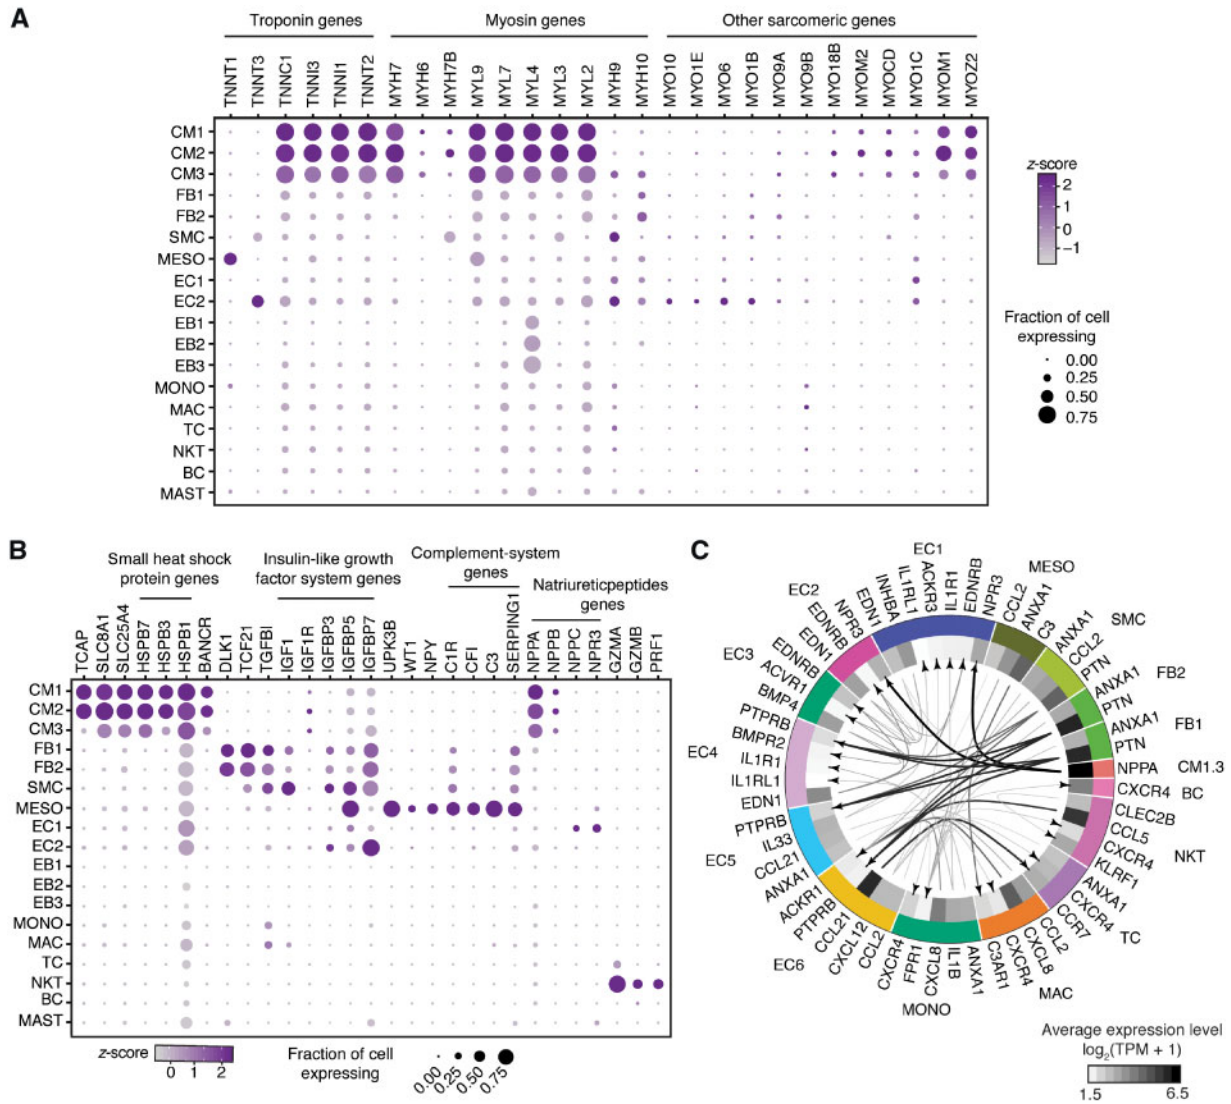 A
Troponin genes
Myosin genes
Other sarcomeric genes
TNNT1
TNNT3
TNNC1
TNNI3
TNNI1
TNNT2
MYH7
MYH6
MYH7B
MYL9
MYL7
MYL4
MYL3
MYL2
MYH9
MYH10
MYO10
MYO1E
MYO6
MYO1B
MYO9A
MYO9B
MYO18B
MYOM2
MYOCD
MYO1C
MYOM1
MYOZ2
CM1
CM2
CM3
FB1
FB2
SMC
MESO
EC1
EC2
EB1
EB2
EB3
MONO
MAC
TC
NKT
BC
MAST
z-score
2
1
0
−1
Fraction of cell
expressing
0.00
0.25
0.50
0.75
B
Small heat shock
protein genes
Insulin-like growth
factor system genes
Complement-system
genes
Natriureticpeptides
genes
TCAP
SLC8A1
SLC25A4
HSPB7
HSPB3
HSPB1
BANCR
DLK1
TCF21
TGFBI
IGF1
IGF1R
IGFBP3
IGFBP5
IGFBP7
UPK3B
WT1
NPY
C1R
CFI
C3
SERPING1
NPPA
NPPB
NPPC
NPR3
GZMA
GZMB
PRF1
CM1
CM2
CM3
FB1
FB2
SMC
MESO
EC1
EC2
EB1
EB2
EB3
MONO
MAC
TC
NKT
BC
MAST
z-score
0 1 2
Fraction of cell
expressing
0.00
0.25
0.50
0.75
C
EC1
EDN1
INHBA
IL1RL1
ACKR3
IL1R1
EDNRB
NPR3
MESO
CCL2
ANXA1
C3
SMC
ANXA1
CCL2
PTN
FB2
ANXA1
PTN
FB1
ANXA1
PTN
CM1.3
NPPA
BC
CXCR4
NKT
CLEC2B
CCL5
CXCR4
KLRF1
TC
ANXA1
CXCR4
CCR7
MAC
CCL2
CXCL8
CXCR4
C3AR1
MONO
ANXA1
IL1B
CXCL8
FPR1
CXCR4
EC6
CCL2
CXCL12
CCL21
PTPRB
ACKR1
EC5
ANXA1
CCL21
IL33
PTPRB
EC4
EDN1
IL1RL1
IL1R1
BMPR2
PTPRB
EC3
BMP4
ACVR1
EDNRB
EC2
EDN1
EDNRB
NPR3
Average expression level
log2(TPM + 1)
1.5
6.5